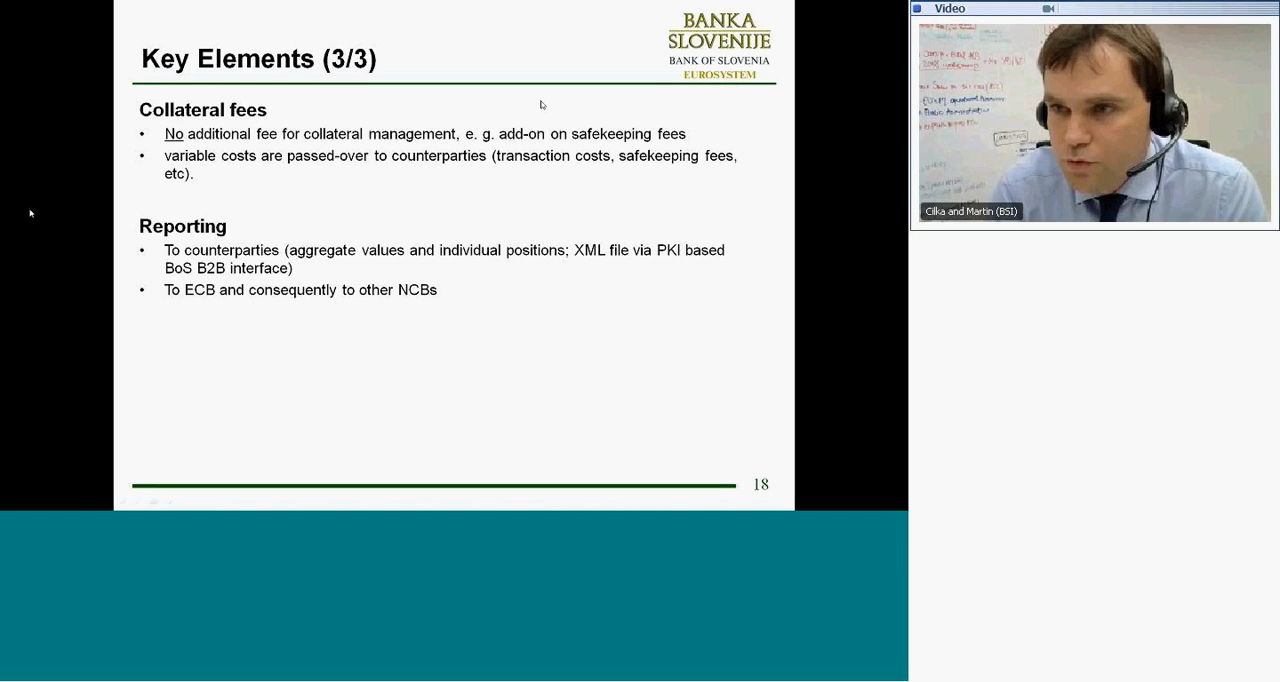 Key Elements (3/3)
BANKA
SLOVENIJE
BANK OF SLOVENIA
EUROSYSTEM
Collateral fees
• No additional fee for collateral management, e. g. add-on on safekeeping fees
• variable costs are passed-over to counterparties (transaction costs, safekeeping fees,
etc).
Reporting
• To counterparties (aggregate values and individual positions; XML file via PKI based
BoS B2B interface)
• To ECB and consequently to other NCBs
18
Video
Cilka and Martin (BSI)